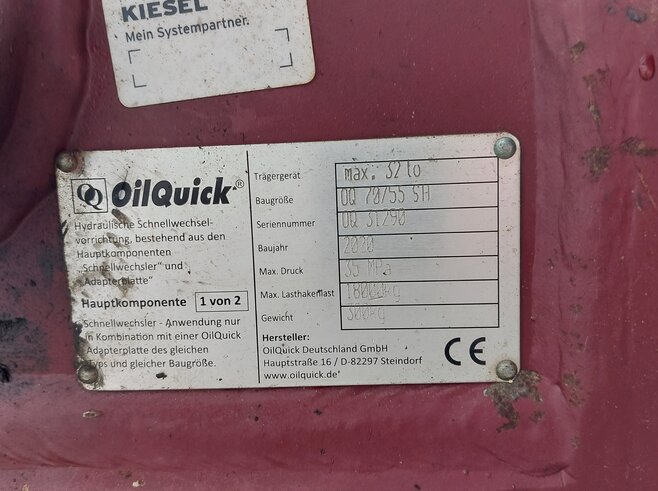 KIESEL
Mein Systempartner.
OilQuick®
Hydraulische Schnellwechsel-
vorrichtung, bestehend aus den
Hauptkomponenten
„Schnellwechsler" und
„Adapterplatte"
Hauptkomponente 1 von 2
Schnellwechsler - Anwendung nur
in Kombination mit einer OilQuick
Adapterplatte des gleichen
Typs und gleicher Baugröße.
Trägergerät max. 32 to
Baugröße OQ 70/55
Seriennummer
Baujahr 2020
Max. Druck 35 MPa
Max. Lasthakenlast 18000kg
Gewicht 300kg
Hersteller:
OilQuick Deutschland GmbH
Hauptstraße 16 / D-82297 Steindorf
www.oilquick.de
CE